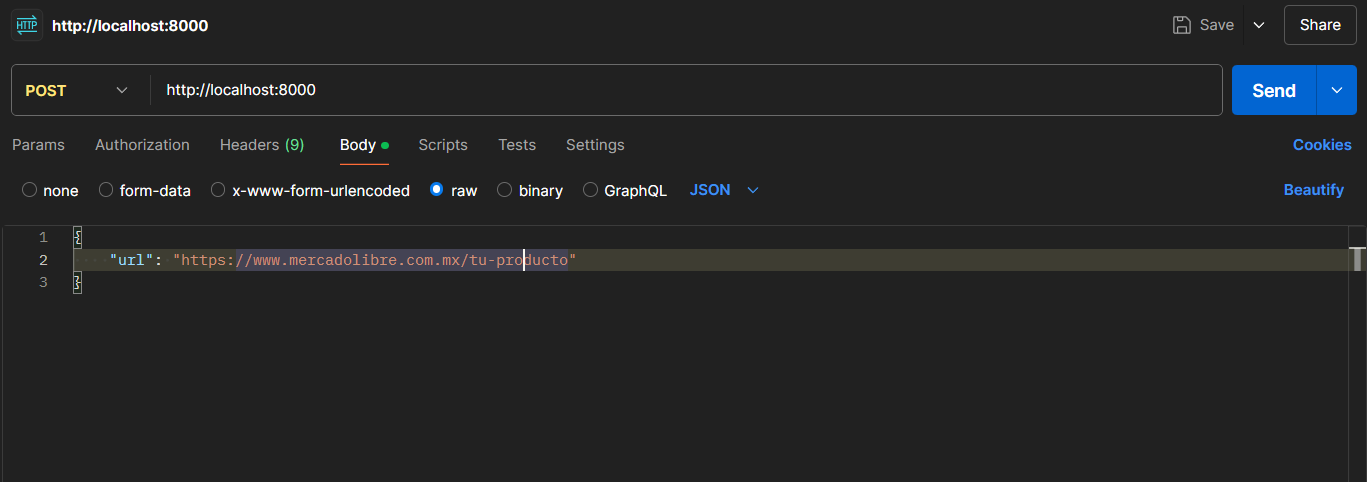 HTTP http://localhost:8000 Save Share
POST http://localhost:8000 Send
Params Authorization Headers (9) Body Scripts Tests Settings Cookies
none form-data x-www-form-urlencoded raw binary GraphQL JSON Beautify
1 {
2 "url": "https://www.mercadolibre.com.mx/tu-producto"
3 }